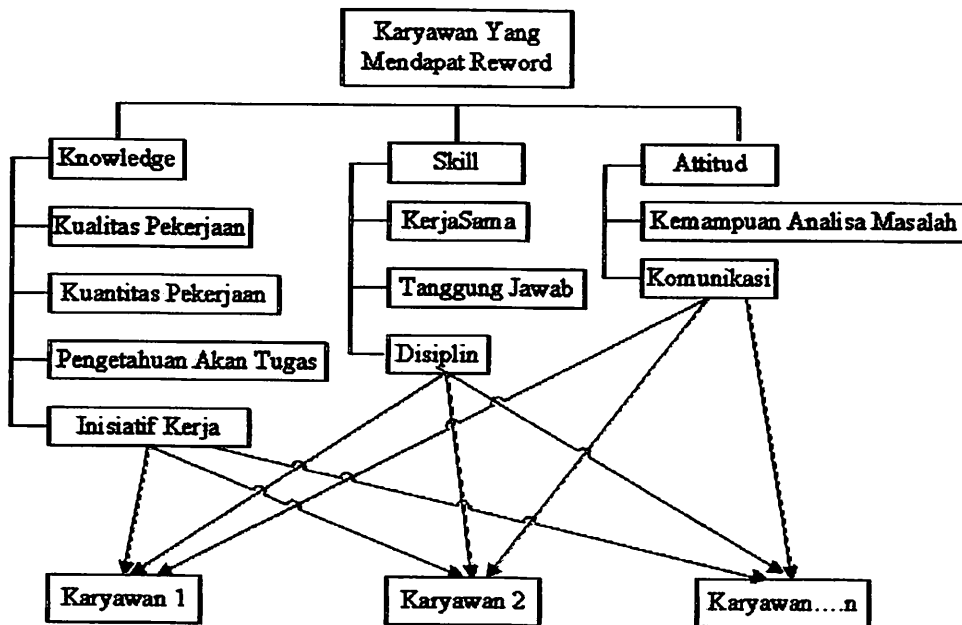 Karyawan Yang
Mendapat Reword
Knowledge
Kualitas Pekerjaan
Kuantitas Pekerjaan
Pengetahuan Akan Tugas
Inisiatif Kerja
Skill
KerjaSama
Tanggung Jawab
Disiplin
Attitud
Kemampuan Analisa Masalah
Komunikasi
Karyawan 1
Karyawan 2
Karyawan....n